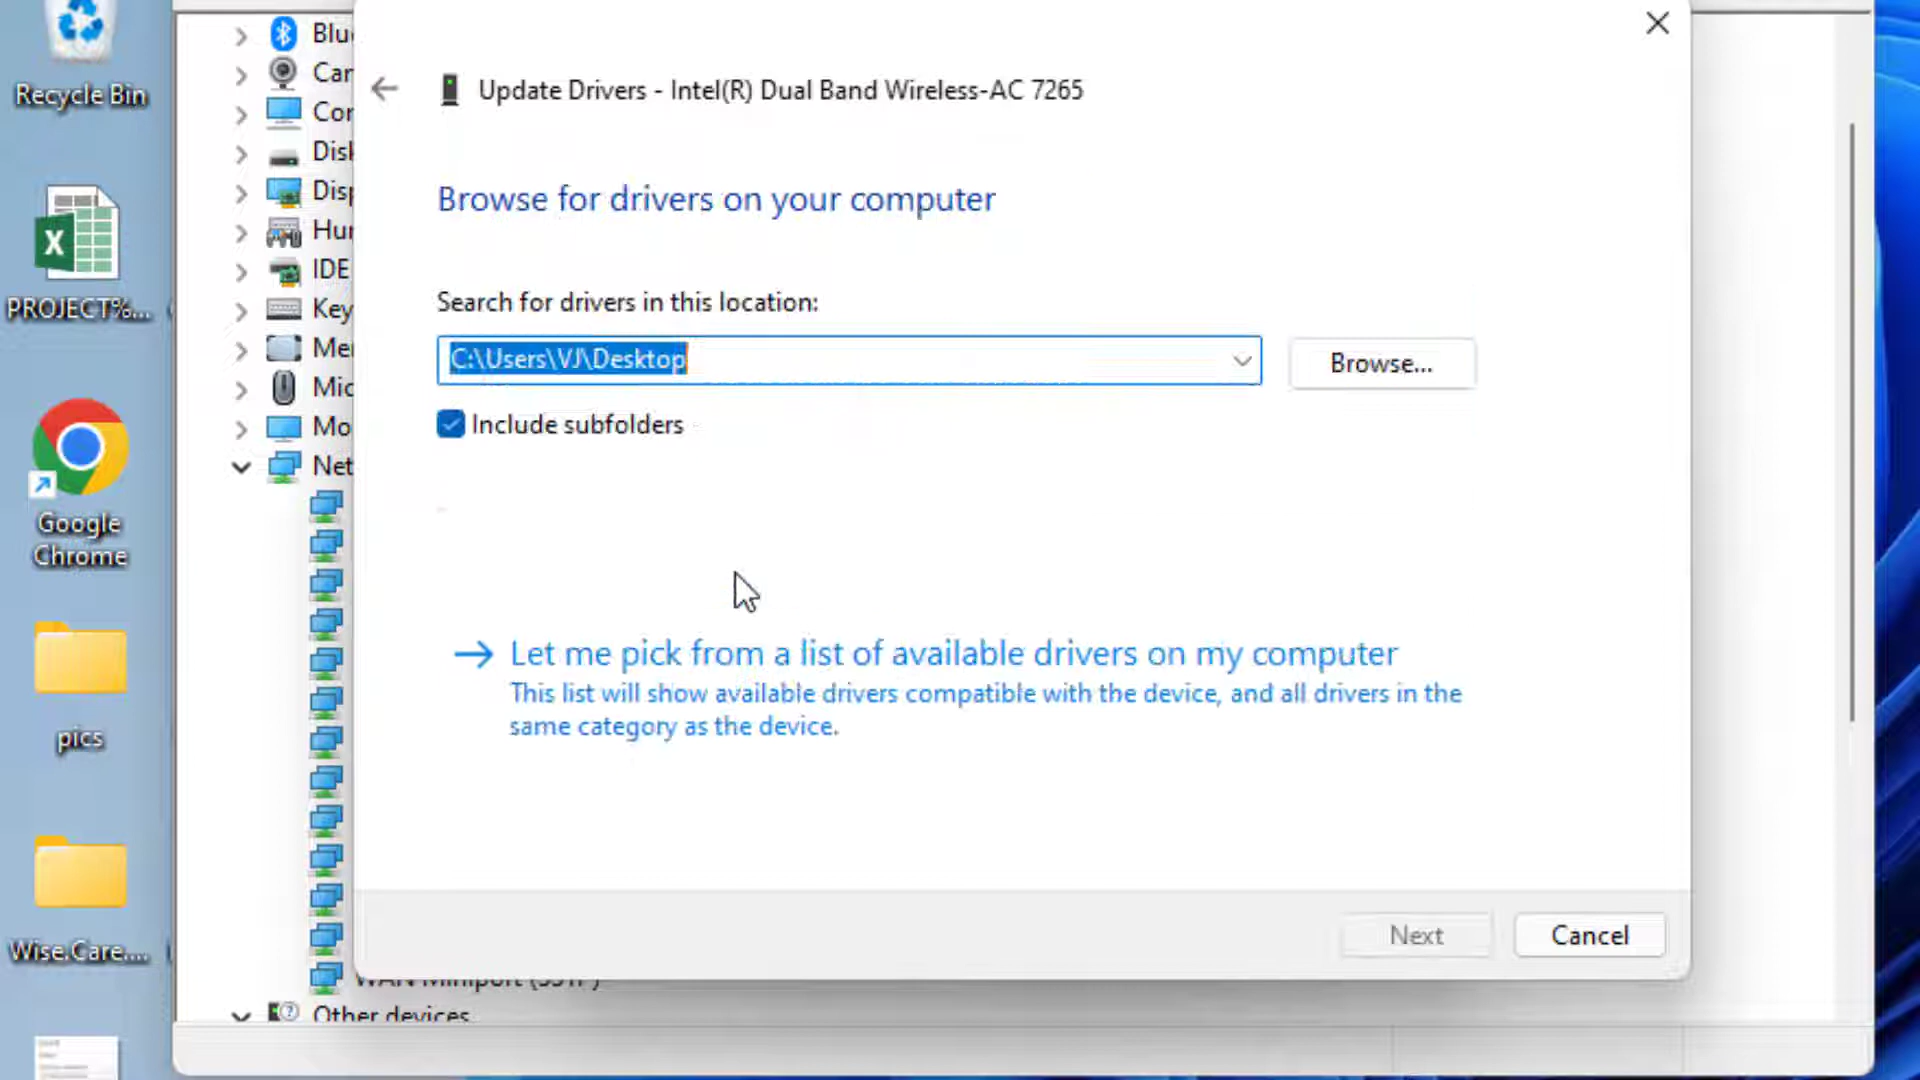 Recycle Bin
PROJECT%...
Google
Chrome
pics
Wise.Care....
Blu
Car
Cor
Disk
Disp
Hur
IDE
Key
Mer
Mic
Mo
Net
Other devices
Update Drivers - Intel(R) Dual Band Wireless-AC 7265
Browse for drivers on your computer
Search for drivers in this location:
C:\Users\VJ\Desktop
Browse...
Include subfolders
Let me pick from a list of available drivers on my computer
This list will show available drivers compatible with the device, and all drivers in the
same category as the device.
Next
Cancel
WAN Miniport (SSTP)